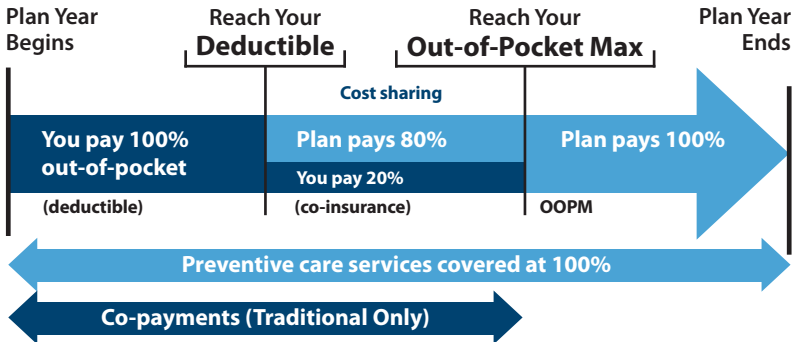 Plan Year
Begins
Reach Your
Deductible
Reach Your
Out-of-Pocket Max
Plan Year
Ends
Cost sharing
You pay 100%
out-of-pocket
Plan pays 80%
You pay 20%
Plan pays 100%
(deductible)
(co-insurance)
OOPM
Preventive care services covered at 100%
Co-payments (Traditional Only)